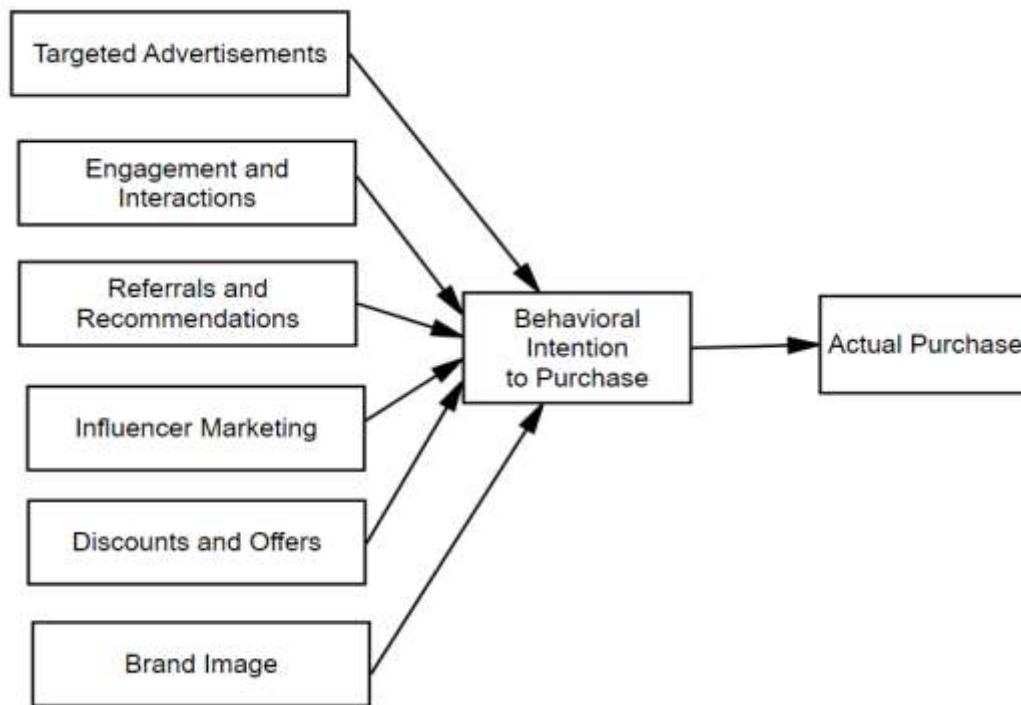 Targeted Advertisements
Engagement and
Interactions
Referrals and
Recommendations
Influencer Marketing
Discounts and Offers
Brand Image
Behavioral
Intention
to Purchase
Actual Purchase